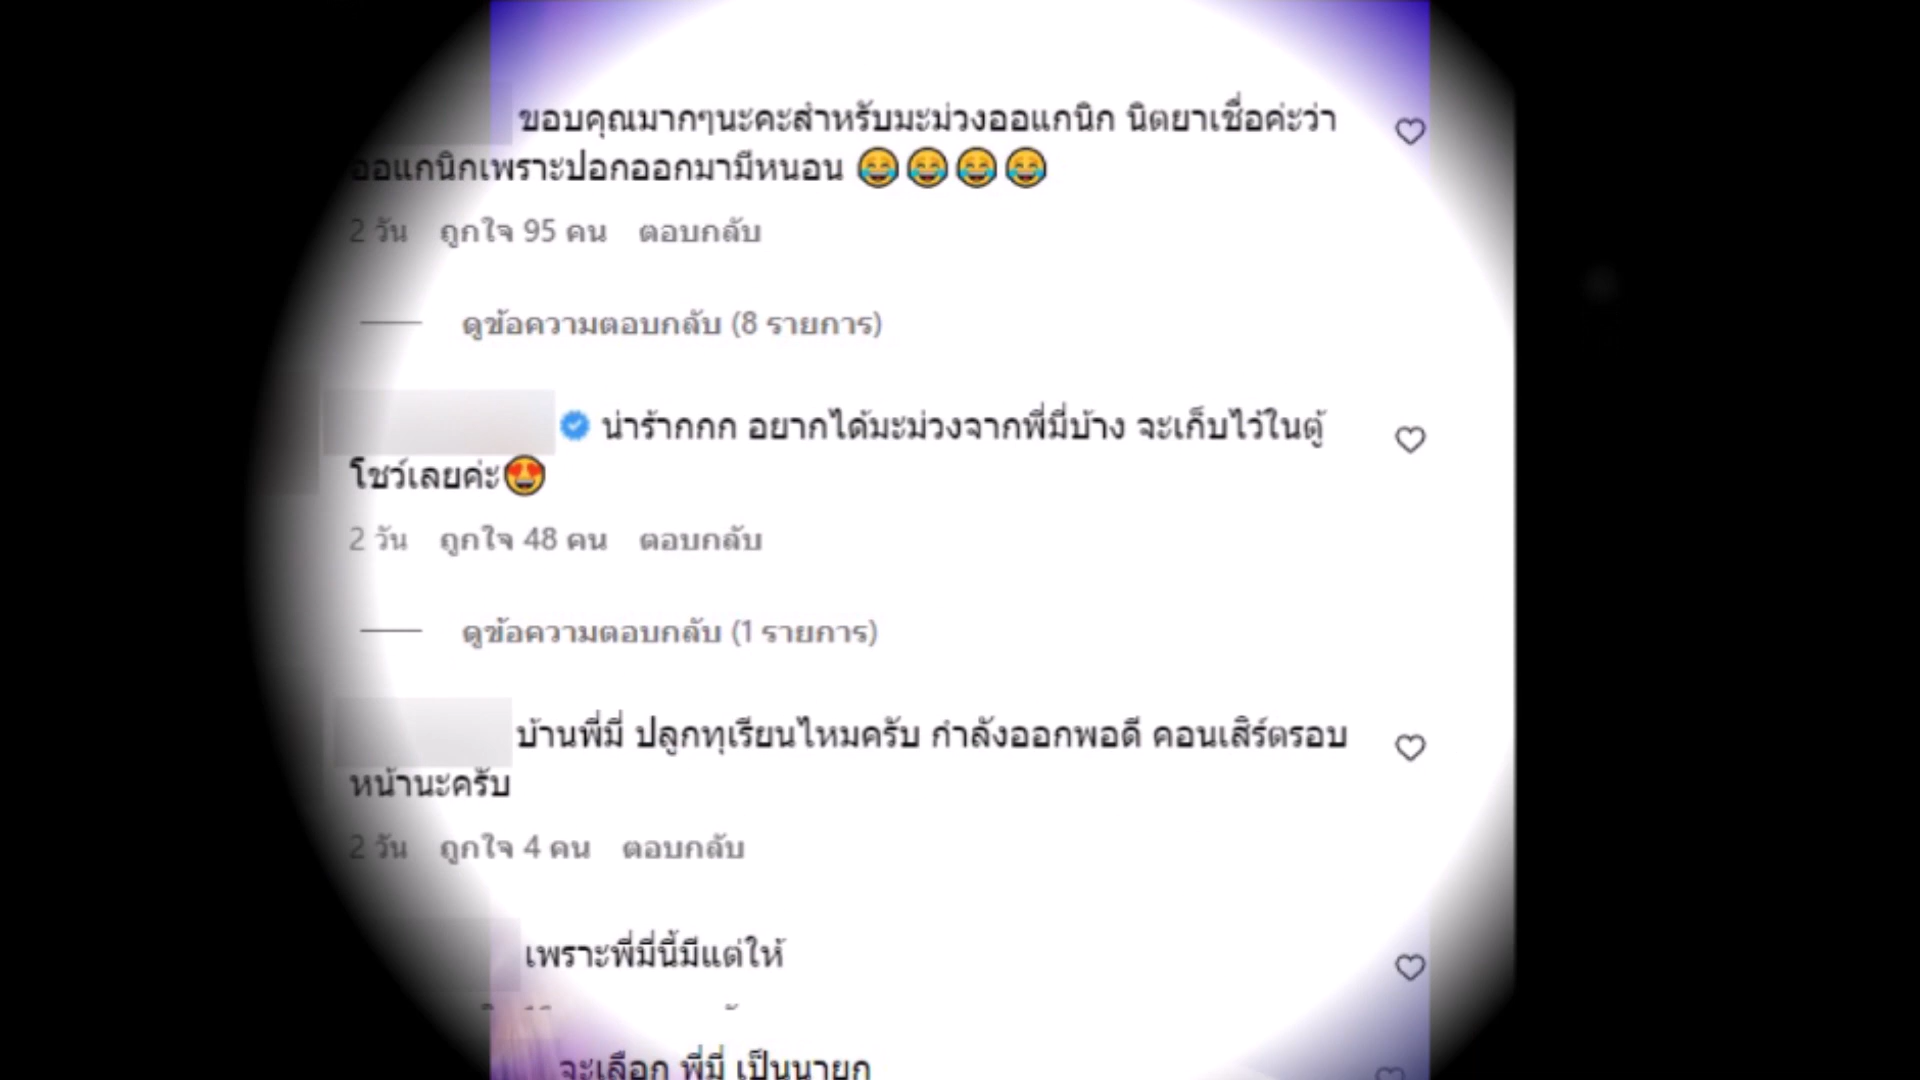 ขอบคุณมากๆนะคะสำหรับมะม่วงออแกนิก นิตยาเชื่อค่ะว่า
ออแกนิกเพราะปอกออกมามีหนอน 😂😂😂😂
2 วัน ถูกใจ 95 คน ตอบกลับ
ดูข้อความตอบกลับ (8 รายการ)
น่าร้ากกก อยากได้มะม่วงจากพี่มี่บ้าง จะเก็บไว้ในตู้
โชว์เลยค่ะ😍
2 วัน ถูกใจ 48 คน ตอบกลับ
ดูข้อความตอบกลับ (1 รายการ)
บ้านพี่มี่ ปลูกทุเรียนไหมครับ กำลังออกพอดี คอนเสิร์ตรอบ
หน้านะครับ
2 วัน ถูกใจ 4 คน ตอบกลับ
เพราะพี่มี่นี้มีแต่ให้
จะเลือก พี่มี่ เป็นนายก